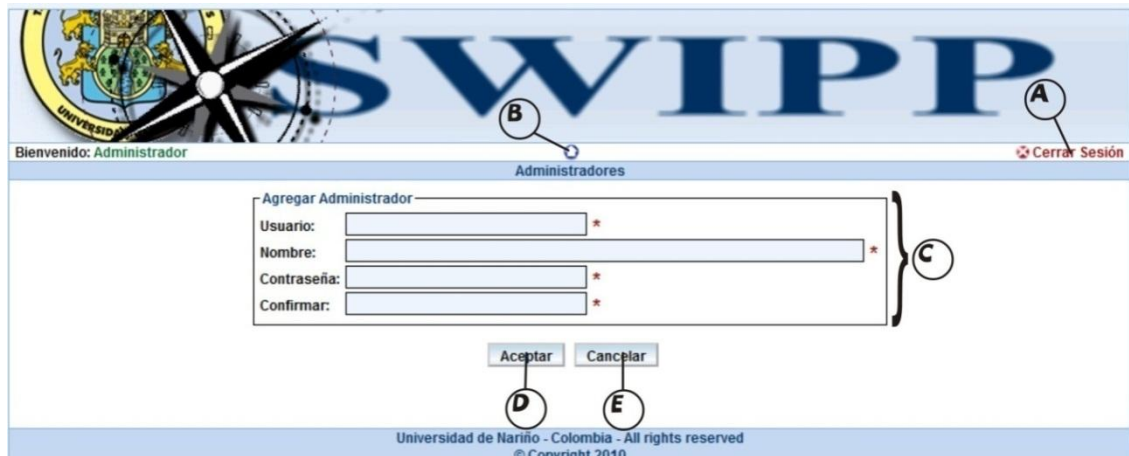 SWIPP
UNIVERSIDA
A
B
Bienvenido: Administrador
Cerrar Sesión
Administradores
Agregar Administrador
Usuario: *
Nombre: *
Contraseña: *
Confirmar: *
C
Aceptar Cancelar
D E
Universidad de Nariño - Colombia - All rights reserved
© Copyright 2010